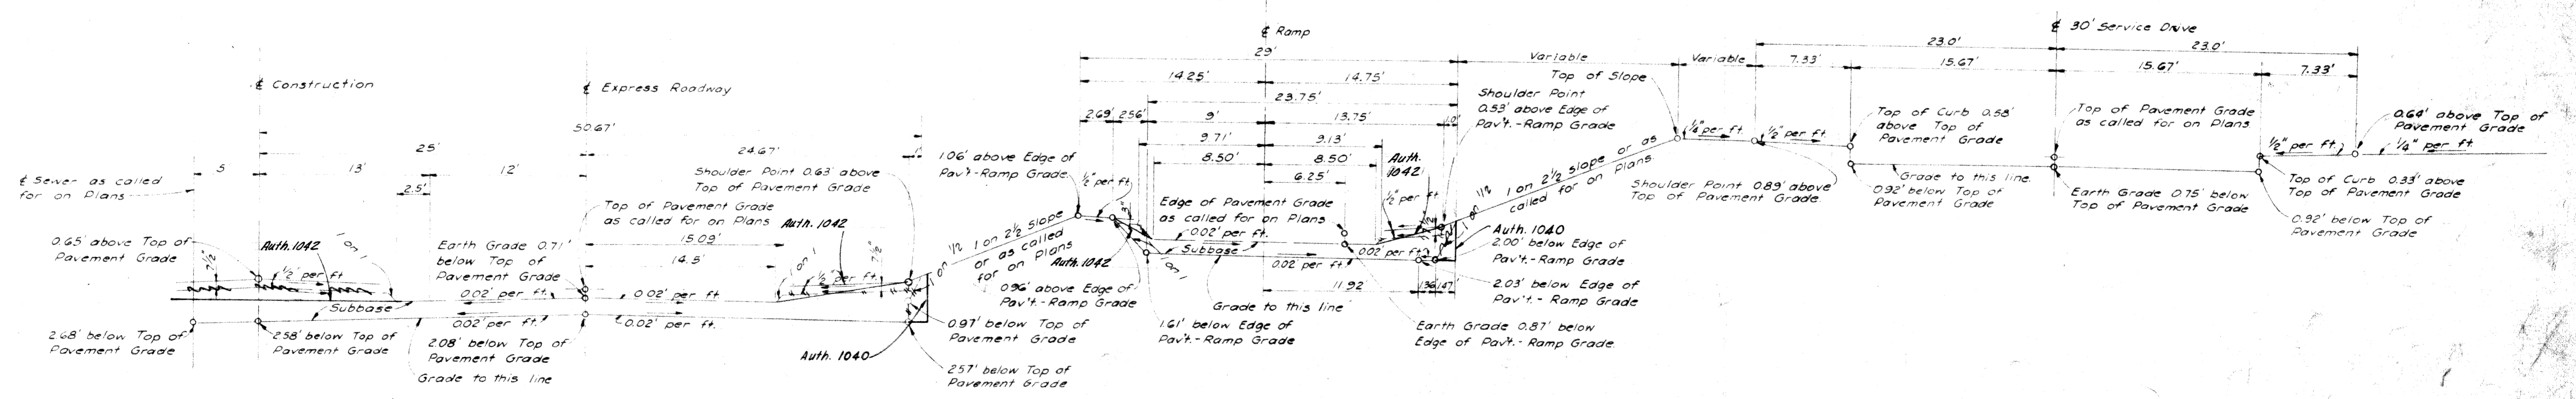 ℄ Construction
℄ Express Roadway
50.67'
25'
24.67'
5
13'
12'
2.5'
℄ Sewer as called
for on Plans
Shoulder Point 0.63' above
Top of Pavement Grade
Top of Pavement Grade
as called for on Plans
Auth. 1042
15.09'
14.5'
0.65' above Top of
Pavement Grade
Auth. 1042
Earth Grade 0.71'
below Top of
Pavement Grade
1/2" per ft
1/2" per ft.
0.02' per ft.
0.02' per ft
Subbase
0.02' per ft.
0.02' per ft.
2.68' below Top of
Pavement Grade
2.58' below Top of
Pavement Grade
2.08' below Top of
Pavement Grade
Grade to this line
Auth. 1040
0.97' below Top of
Pavement Grade
2.57' below Top of
Pavement Grade
℄ Ramp
29'
14.25'
14.75'
23.75'
2.69'
2.56'
9'
13.75'
1.0'
9.71'
9.13'
8.50'
8.50'
6.25'
Auth.
1042
1.06' above Edge of
Pav't.-Ramp Grade
1/2" per ft.
1/2" per ft
Edge of Pavement Grade
as called for on Plans
0.02' per ft.
Subbase
0.02' per ft.
0.02' per ft.
1 on 2 1/2 slope
or as called
for on Plans
Auth. 1042
0.96' above Edge of
Pav't.-Ramp Grade
11.92'
1.36'
1.47'
Grade to this line
1.61' below Edge of
Pav't.-Ramp Grade
Auth. 1040
2.00' below Edge of
Pav't.-Ramp Grade
2.03' below Edge of
Pav't.- Ramp Grade
Earth Grade 0.87' below
Edge of Pav't.- Ramp Grade
Variable
Variable
Top of Slope
Shoulder Point
0.53' above Edge of
Pav't.-Ramp Grade
1 on 2 1/2 slope or as
called for on Plans
1/4" per ft.
1/2" per ft.
Shoulder Point 0.89' above
Top of Pavement Grade
℄ 30' Service Drive
23.0'
23.0'
7.33'
15.67'
15.67'
7.33'
Top of Curb 0.58'
above Top of
Pavement Grade
Top of Pavement Grade
as called for on Plans
0.64' above Top of
Pavement Grade
1/2" per ft.
1/4" per ft.
Grade to this line
0.92' below Top of
Pavement Grade
Earth Grade 0.75' below
Top of Pavement Grade
Top of Curb 0.33' above
Top of Pavement Grade
0.92' below Top of
Pavement Grade